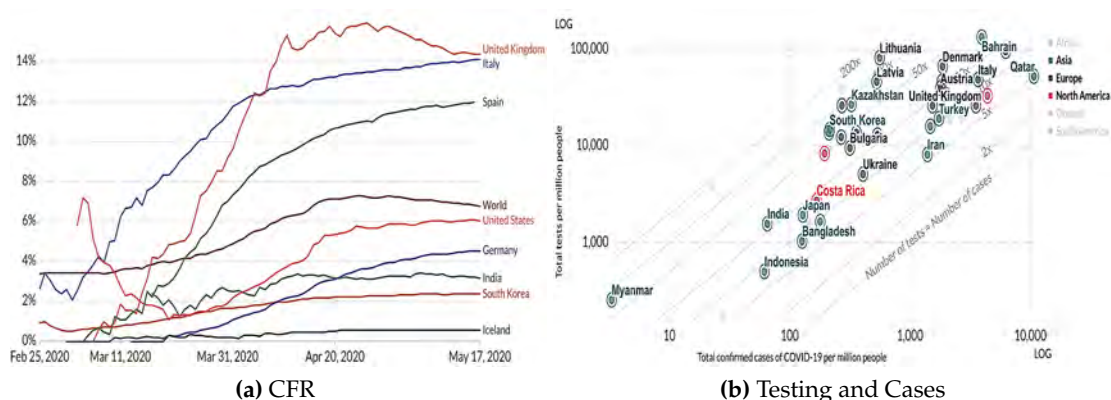 14%
12%
10%
8%
6%
4%
2%
0%
Feb 25, 2020
Mar 11, 2020
Mar 31, 2020
Apr 20, 2020
May 17, 2020
United Kingdom
Italy
Spain
World
United States
Germany
India
South Korea
Iceland
(a) CFR
LOG
100,000
10,000
1,000
Total tests per million people
Lithuania
Denmark
Bahrain
Latvia
Austria
Italy
Qatar
Kazakhstan
United Kingdom
Turkey
South Korea
Bulgaria
Iran
Ukraine
Costa Rica
India
Japan
Bangladesh
Indonesia
Myanmar
200x
50x
5x
2x
Number of tests = Number of cases
Asia
Europe
North America
10
100
1,000
10,000
LOG
Total confirmed cases of COVID-19 per million people
(b) Testing and Cases